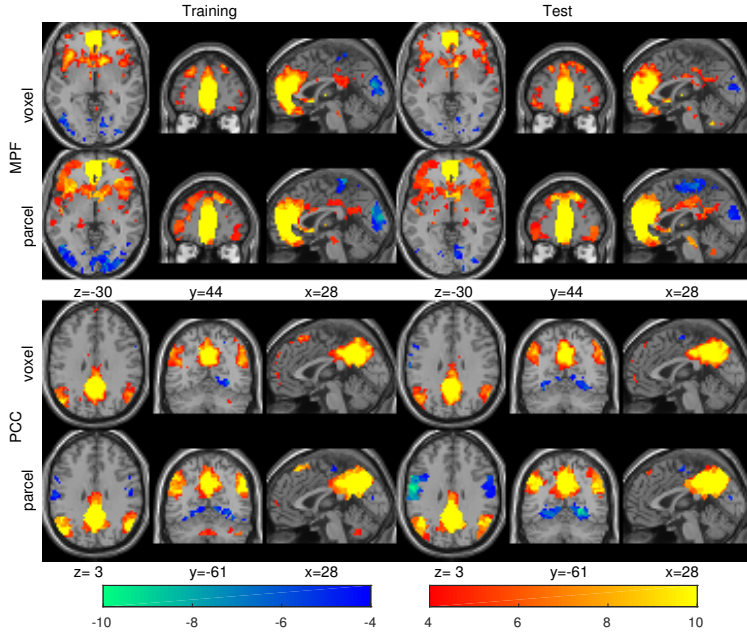 Training Test
voxel
MPF
parcel
z=-30 y=44 x=28 z=-30 y=44 x=28
voxel
PCC
parcel
z= 3 y=-61 x=28 z= 3 y=-61 x=28
-10 -8 -6 -4 4 6 8 10